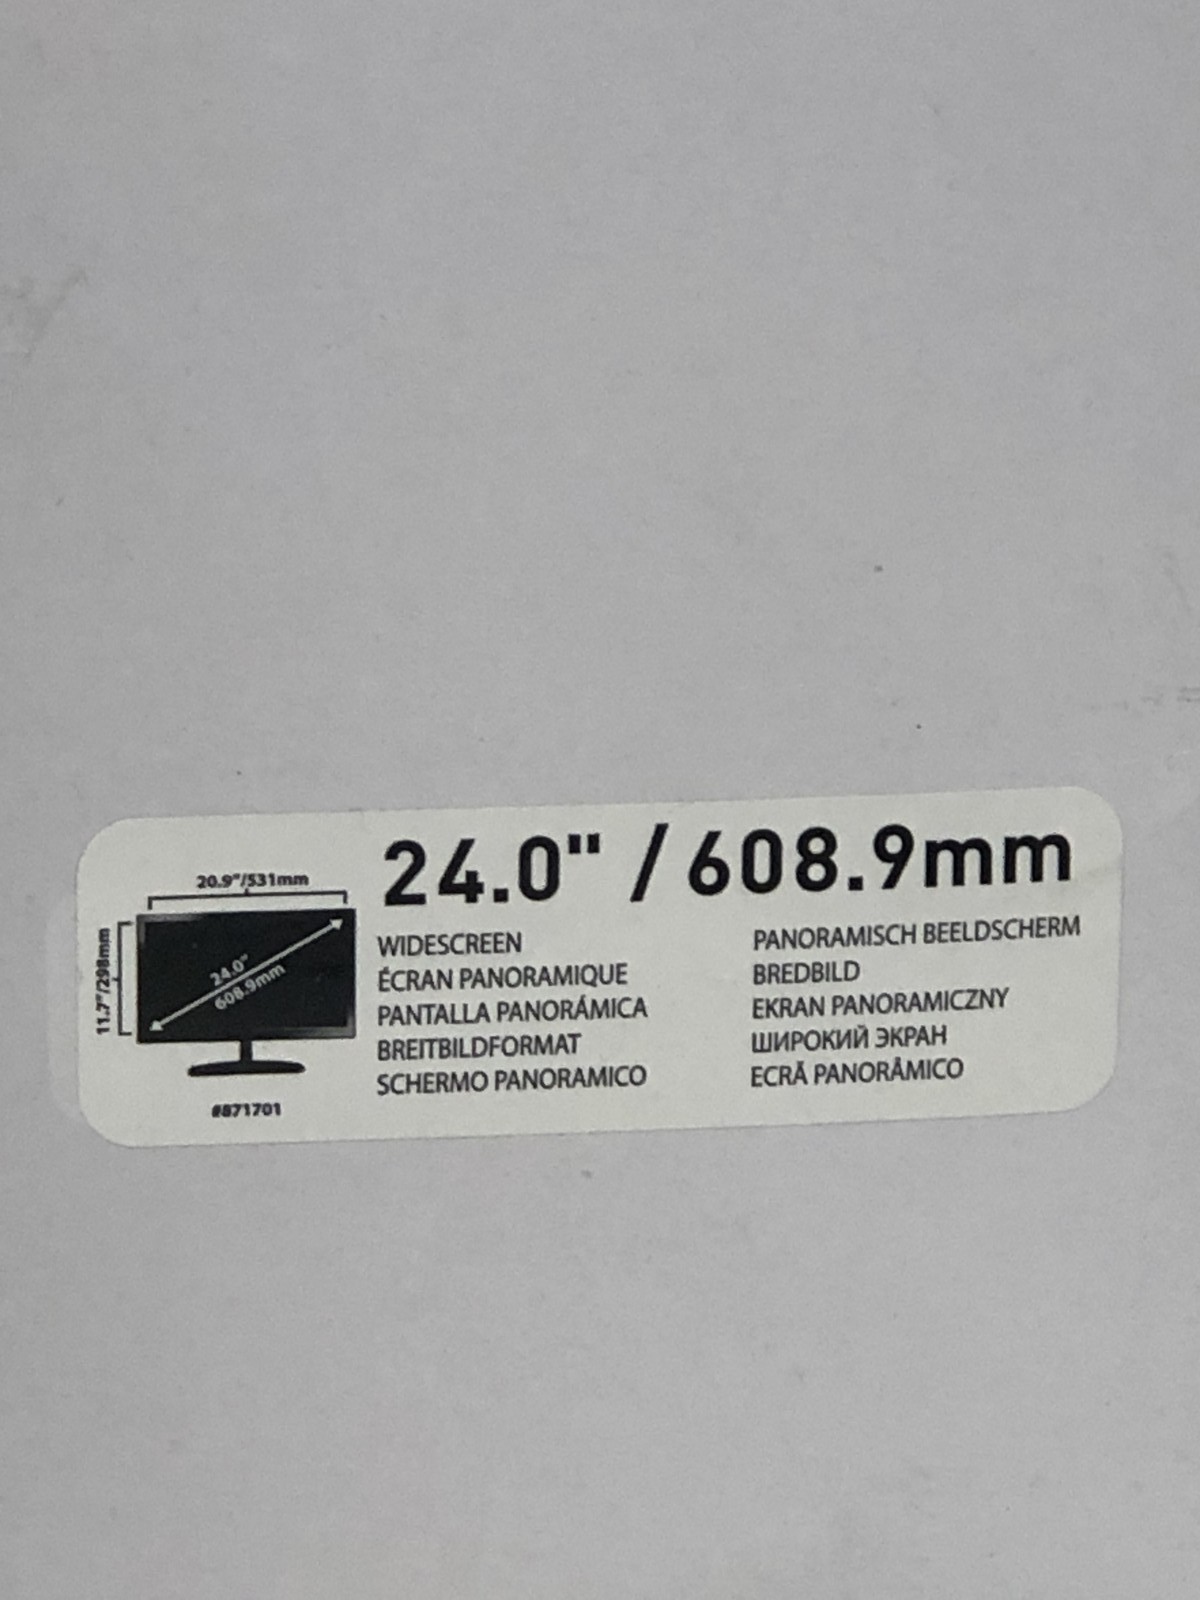 24.0" / 608.9mm
20.9"/531mm
11.7"/298mm
24.0"
608.9mm
#871701
WIDESCREEN
ÉCRAN PANORAMIQUE
PANTALLA PANORÁMICA
BREITBILDFORMAT
SCHERMO PANORAMICO
PANORAMISCH BEELDSCHERM
BREDBILD
EKRAN PANORAMICZNY
ШИРОКИЙ ЭКРАН
ECRÃ PANORÂMICO